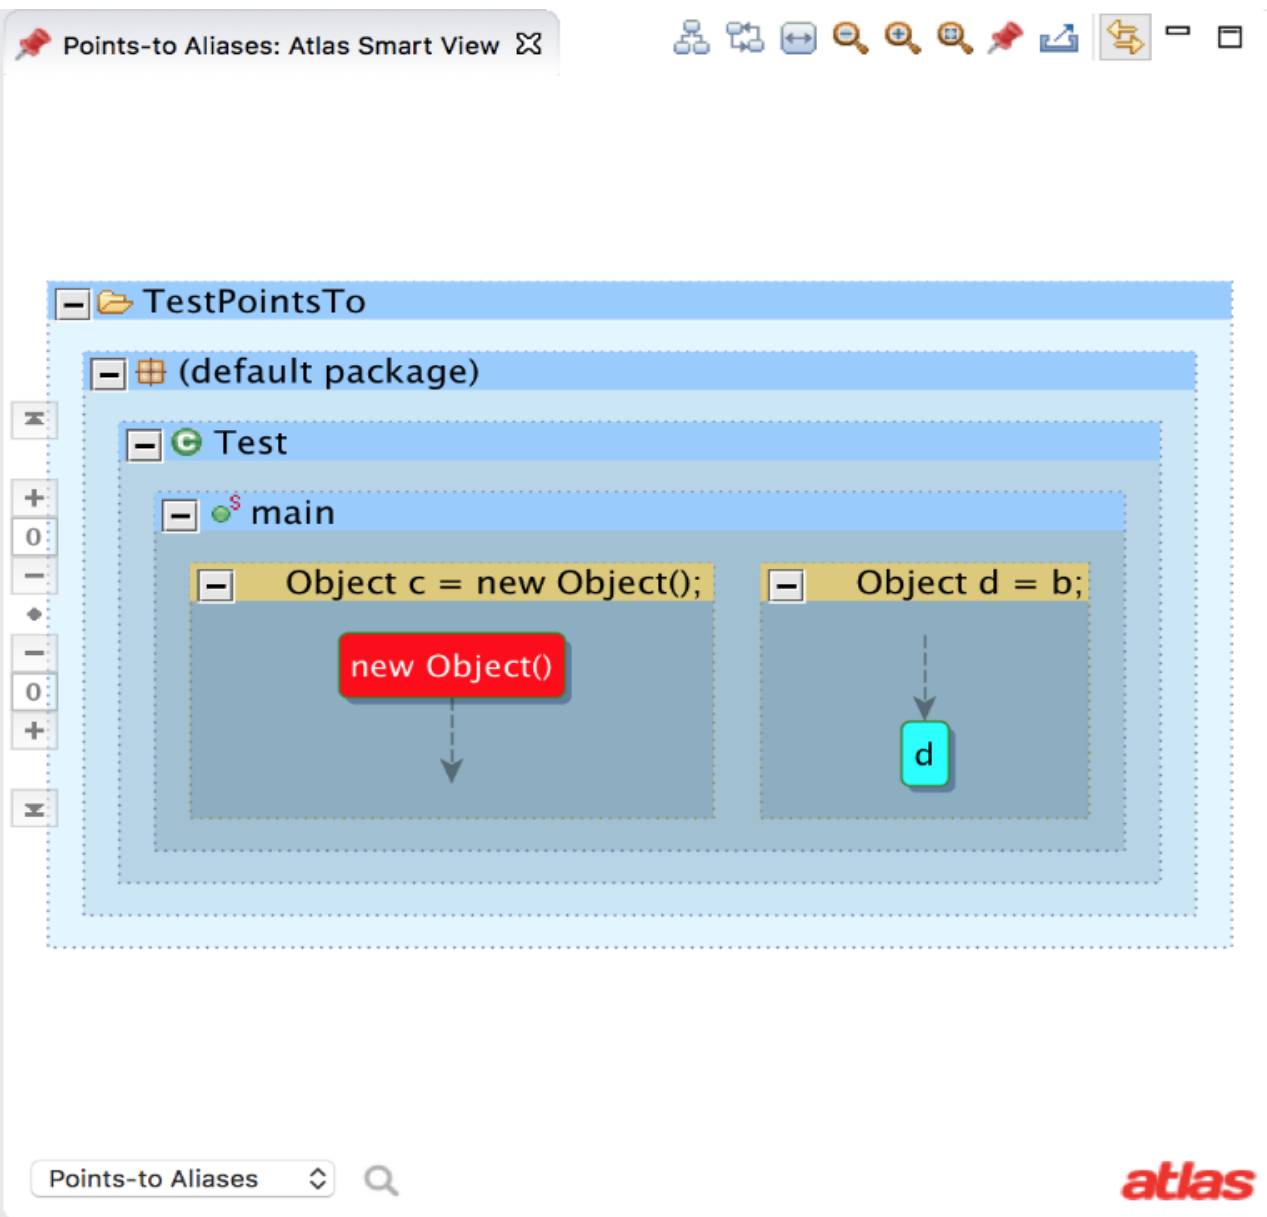 Points-to Aliases: Atlas Smart View
TestPointsTo
(default package)
C Test
S main
Object c = new Object();
Object d = b;
new Object()
d
+
0
−
−
0
+
Points-to Aliases
atlas